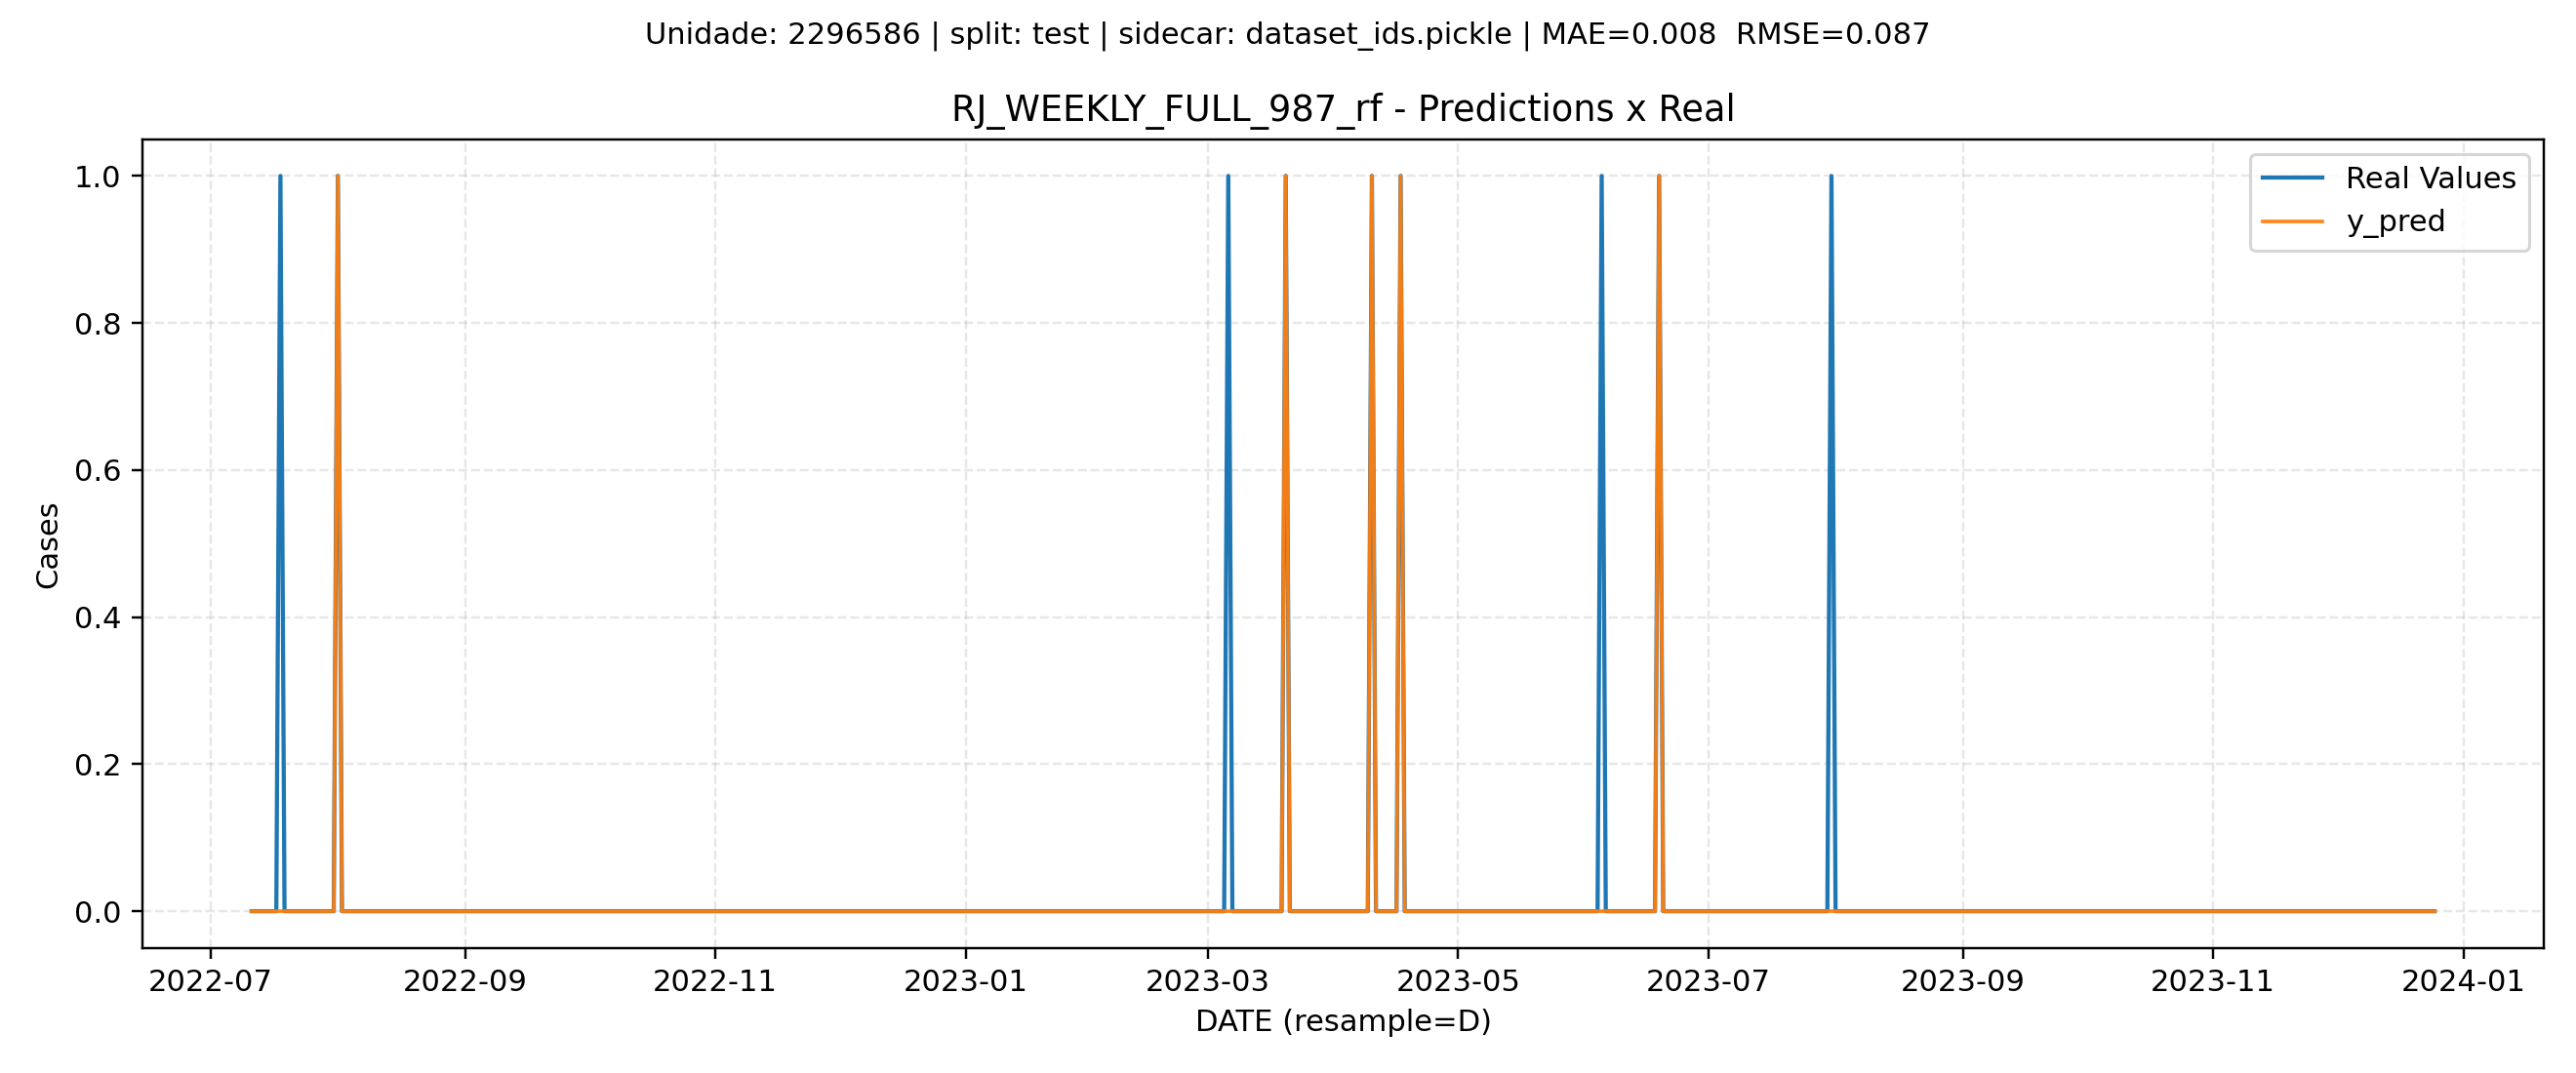 Unidade: 2296586 | split: test | sidecar: dataset_ids.pickle | MAE=0.008  RMSE=0.087
RJ_WEEKLY_FULL_987_rf - Predictions x Real
Real Values
y_pred
1.0
0.8
0.6
0.4
0.2
0.0
Cases
2022-07
2022-09
2022-11
2023-01
2023-03
2023-05
2023-07
2023-09
2023-11
2024-01
DATE (resample=D)